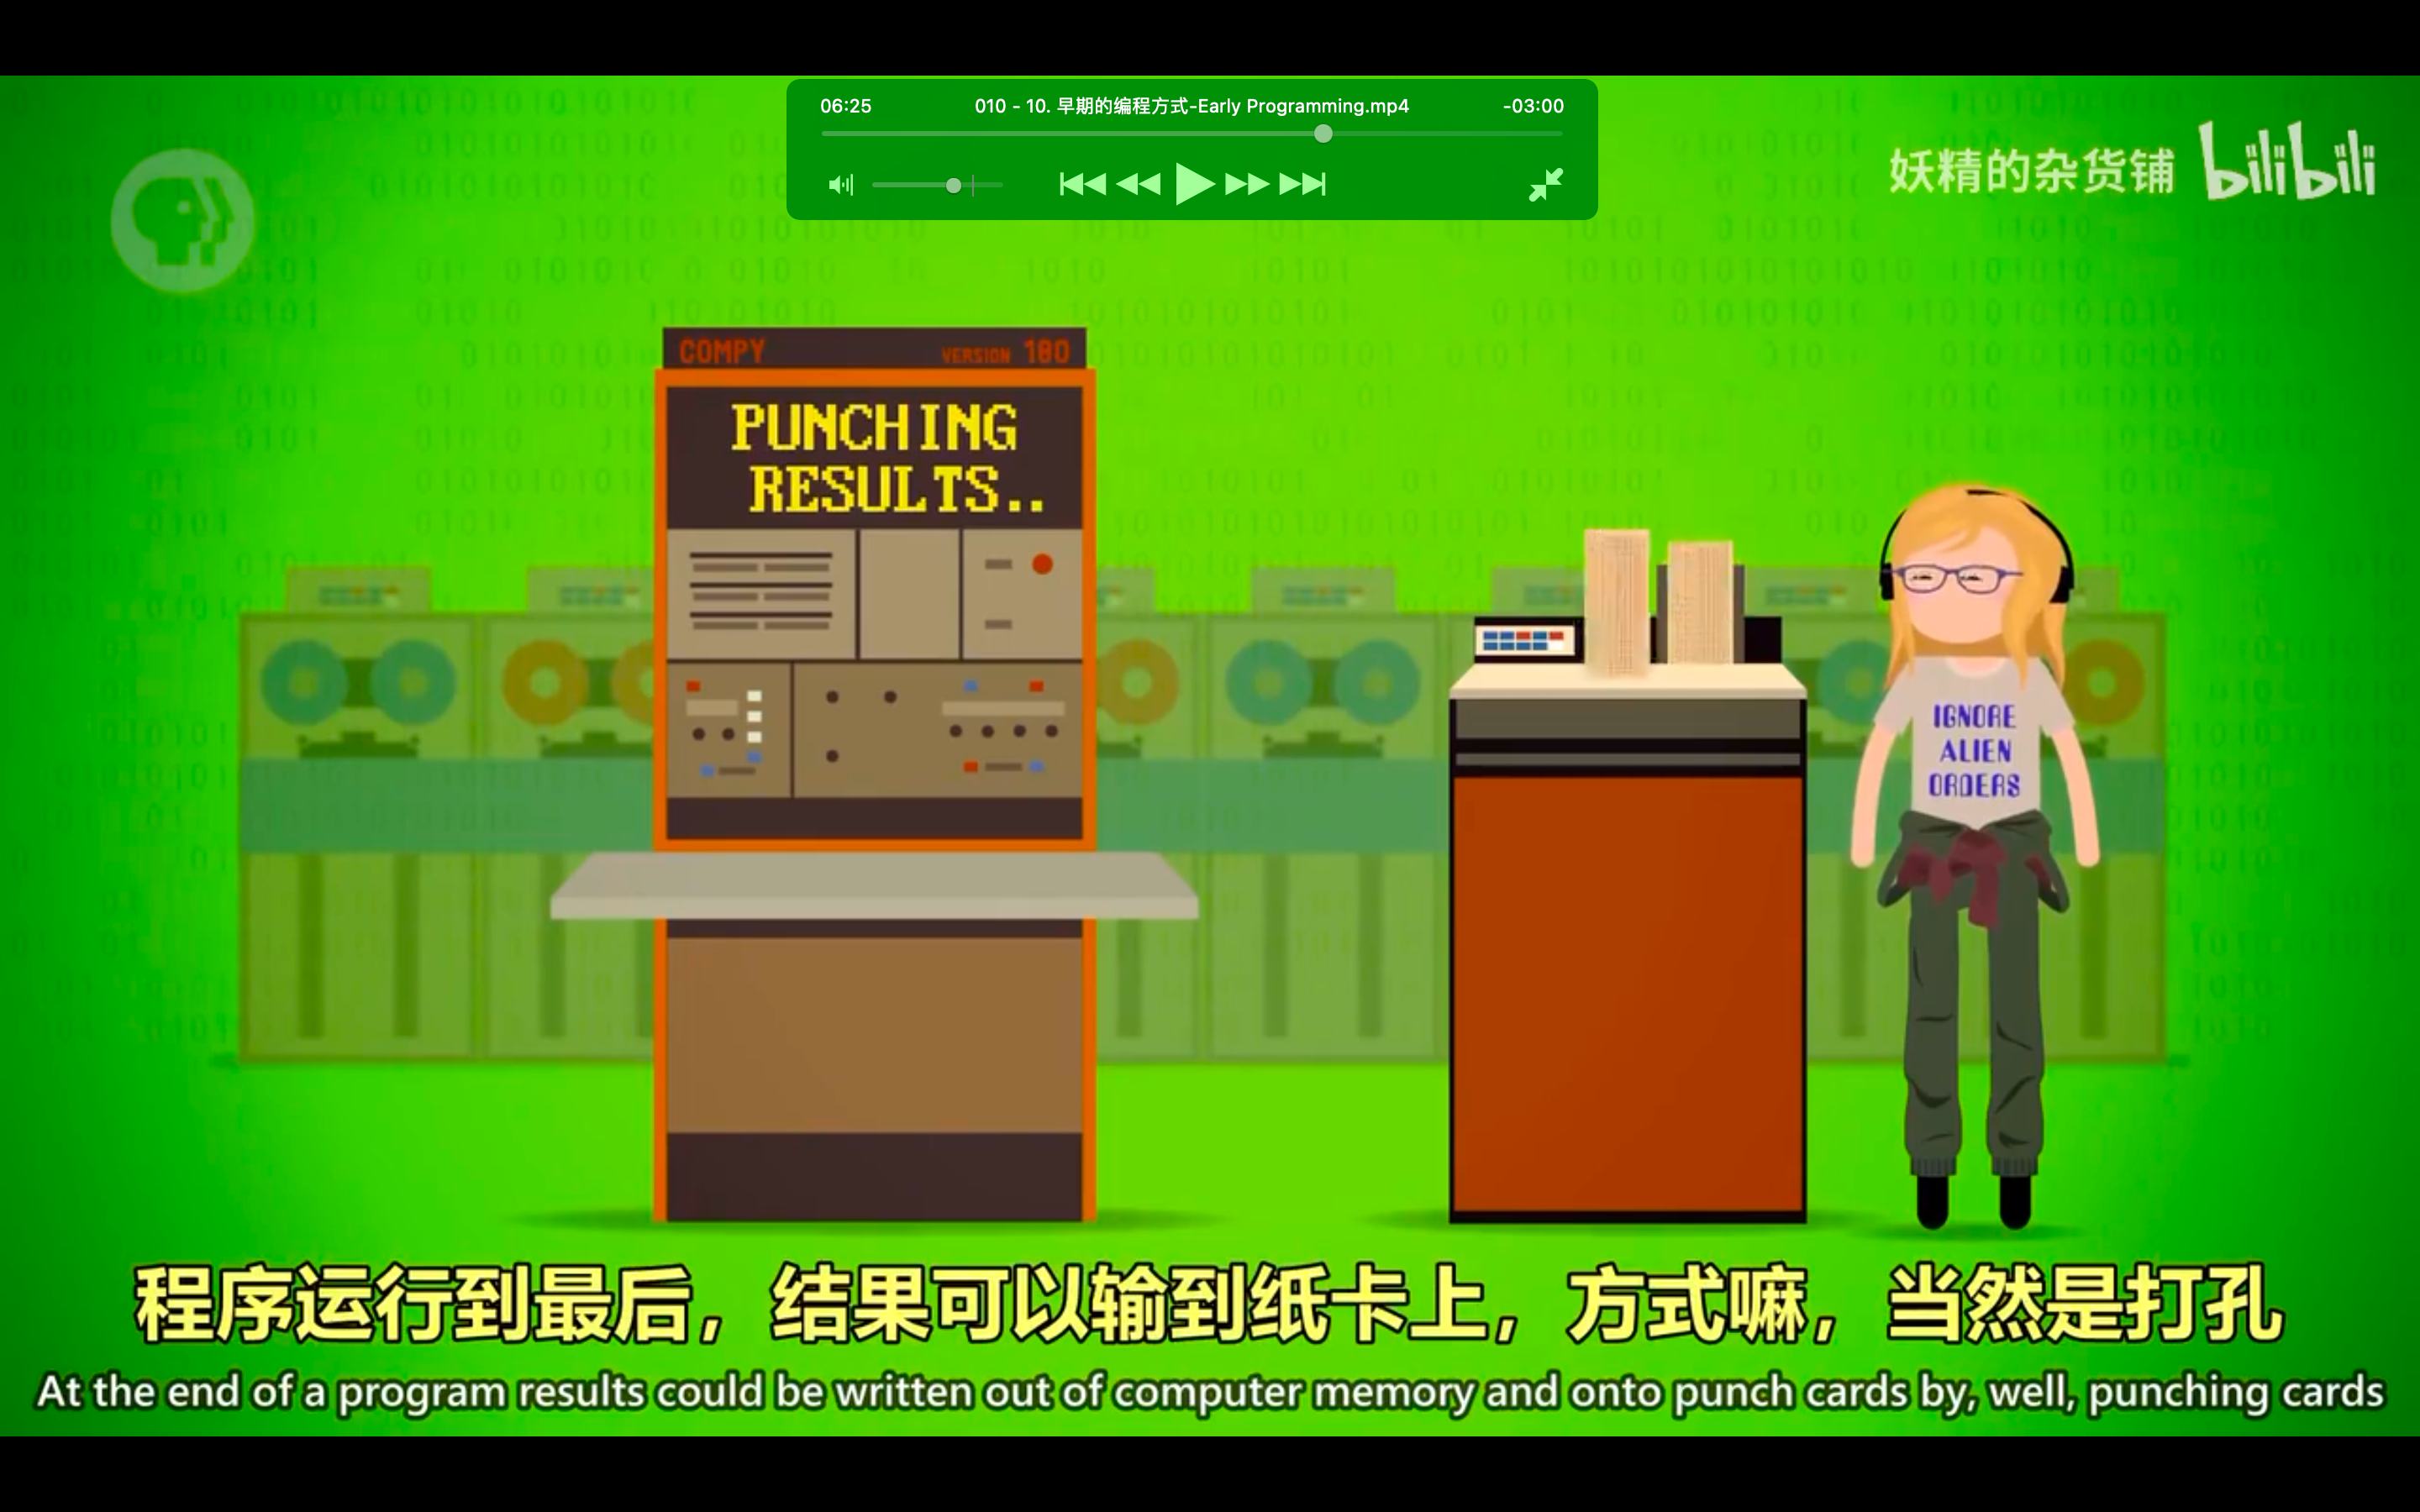 06:25
010 - 10. 早期的编程方式-Early Programming.mp4
-03:00
妖精的杂货铺 bilibili
COMPY VERSION 180
PUNCHING
RESULTS..
IGNORE
ALIEN
ORDERS
程序运行到最后，结果可以输到纸卡上，方式嘛，当然是打孔
At the end of a program results could be written out of computer memory and onto punch cards by, well, punching cards